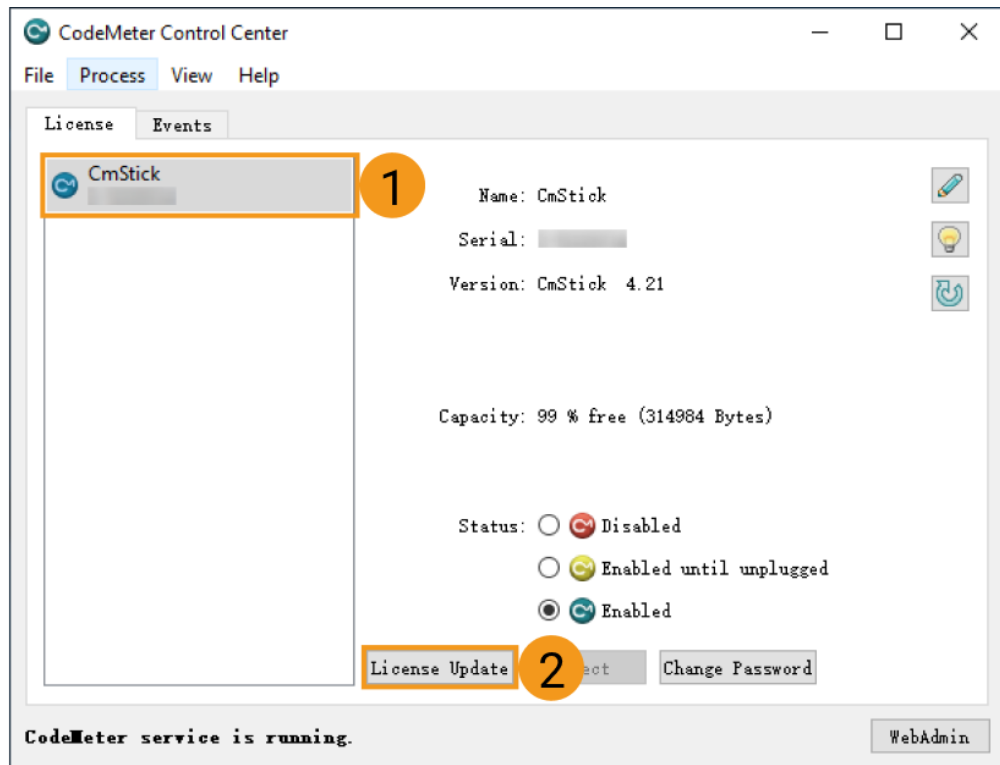 CodeMeter Control Center
File Process View Help
License Events
CmStick
1
Name: CmStick
Serial:
Version: CmStick 4.21
Capacity: 99 % free (314984 Bytes)
Status: Disabled
Enabled until unplugged
Enabled
License Update 2 Change Password
CodeMeter service is running.
WebAdmin